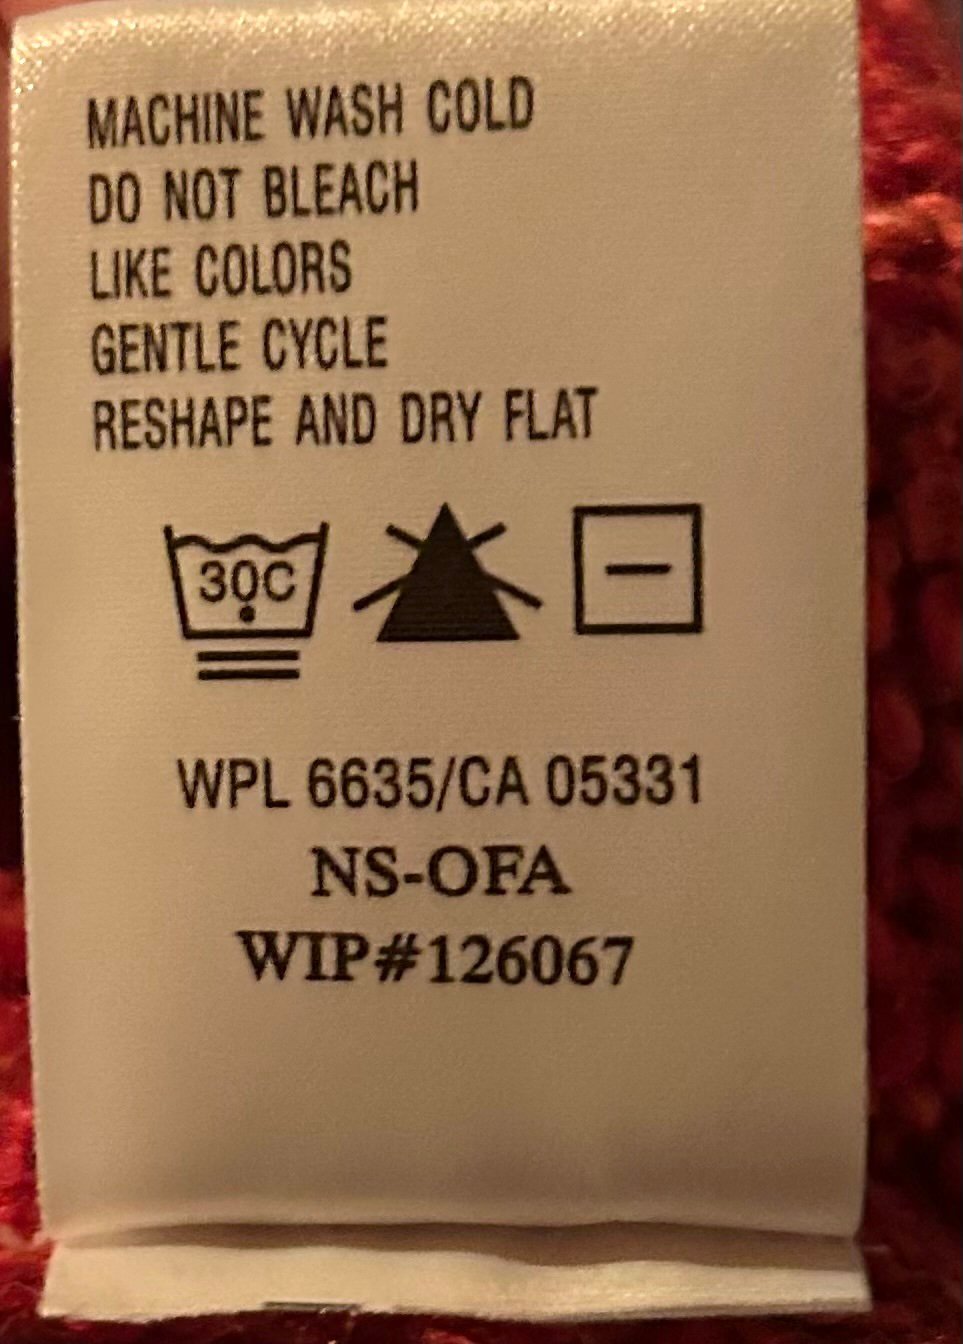 MACHINE WASH COLD
DO NOT BLEACH
LIKE COLORS
GENTLE CYCLE
RESHAPE AND DRY FLAT
30C
WPL 6635/CA 05331
NS-OFA
WIP#126067